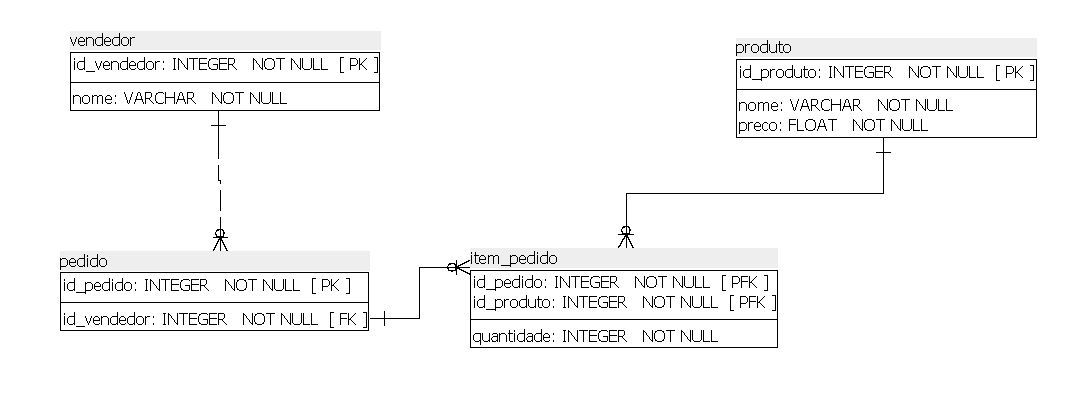 vendedor
id_vendedor: INTEGER NOT NULL [ PK ]
nome: VARCHAR NOT NULL
produto
id_produto: INTEGER NOT NULL [ PK ]
nome: VARCHAR NOT NULL
preco: FLOAT NOT NULL
pedido
id_pedido: INTEGER NOT NULL [ PK ]
id_vendedor: INTEGER NOT NULL [ FK ]
item_pedido
id_pedido: INTEGER NOT NULL [ PFK ]
id_produto: INTEGER NOT NULL [ PFK ]
quantidade: INTEGER NOT NULL